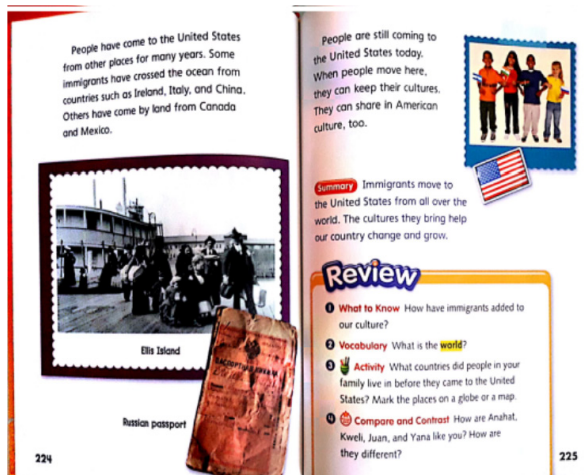 People have come to the United States
from other places for many years. Some
immigrants have crossed the ocean from
countries such as Ireland, Italy, and China.
Others have come by land from Canada
and Mexico.
Ellis Island
Russian passport
224
People are still coming to
the United States today.
When people move here,
they can keep their cultures.
They can share in American
culture, too.
Summary Immigrants move to
the United States from all over the
world. The cultures they bring help
our country change and grow.
Review
1 What to Know How have immigrants added to
our culture?
2 Vocabulary What is the world?
3 Activity What countries did people in your
family live in before they came to the United
States? Mark the places on a globe or a map.
4 Compare and Contrast How are Anahat,
Kweli, Juan, and Yana like you? How are
they different?
225